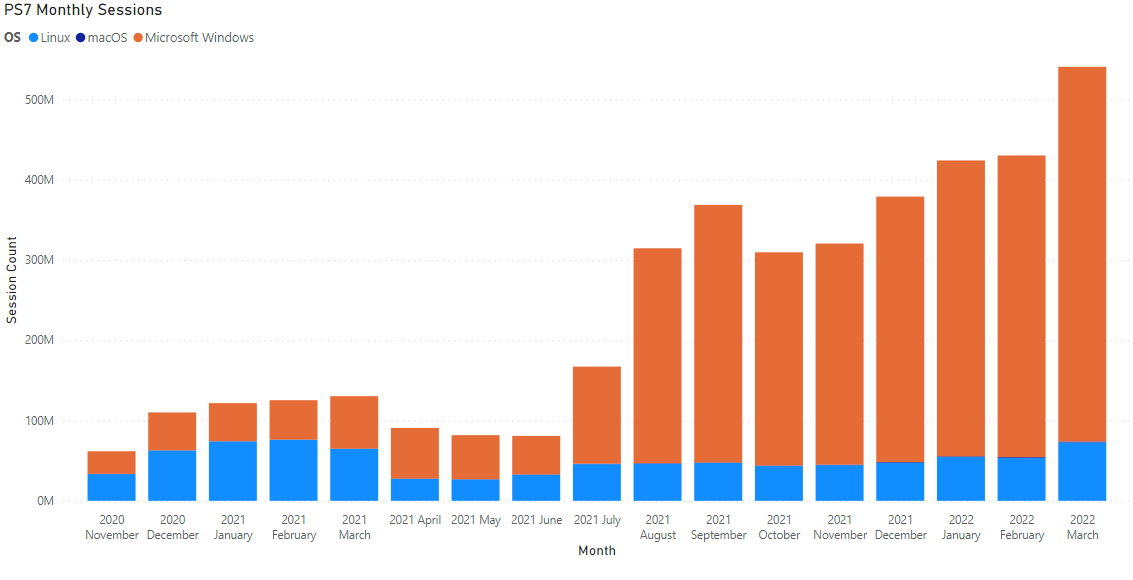 PS7 Monthly Sessions
OS Linux macOS Microsoft Windows
500M
400M
300M
200M
100M
0M
Session Count
2020 November
2020 December
2021 January
2021 February
2021 March
2021 April
2021 May
2021 June
2021 July
2021 August
2021 September
2021 October
2021 November
2021 December
2022 January
2022 February
2022 March
Month